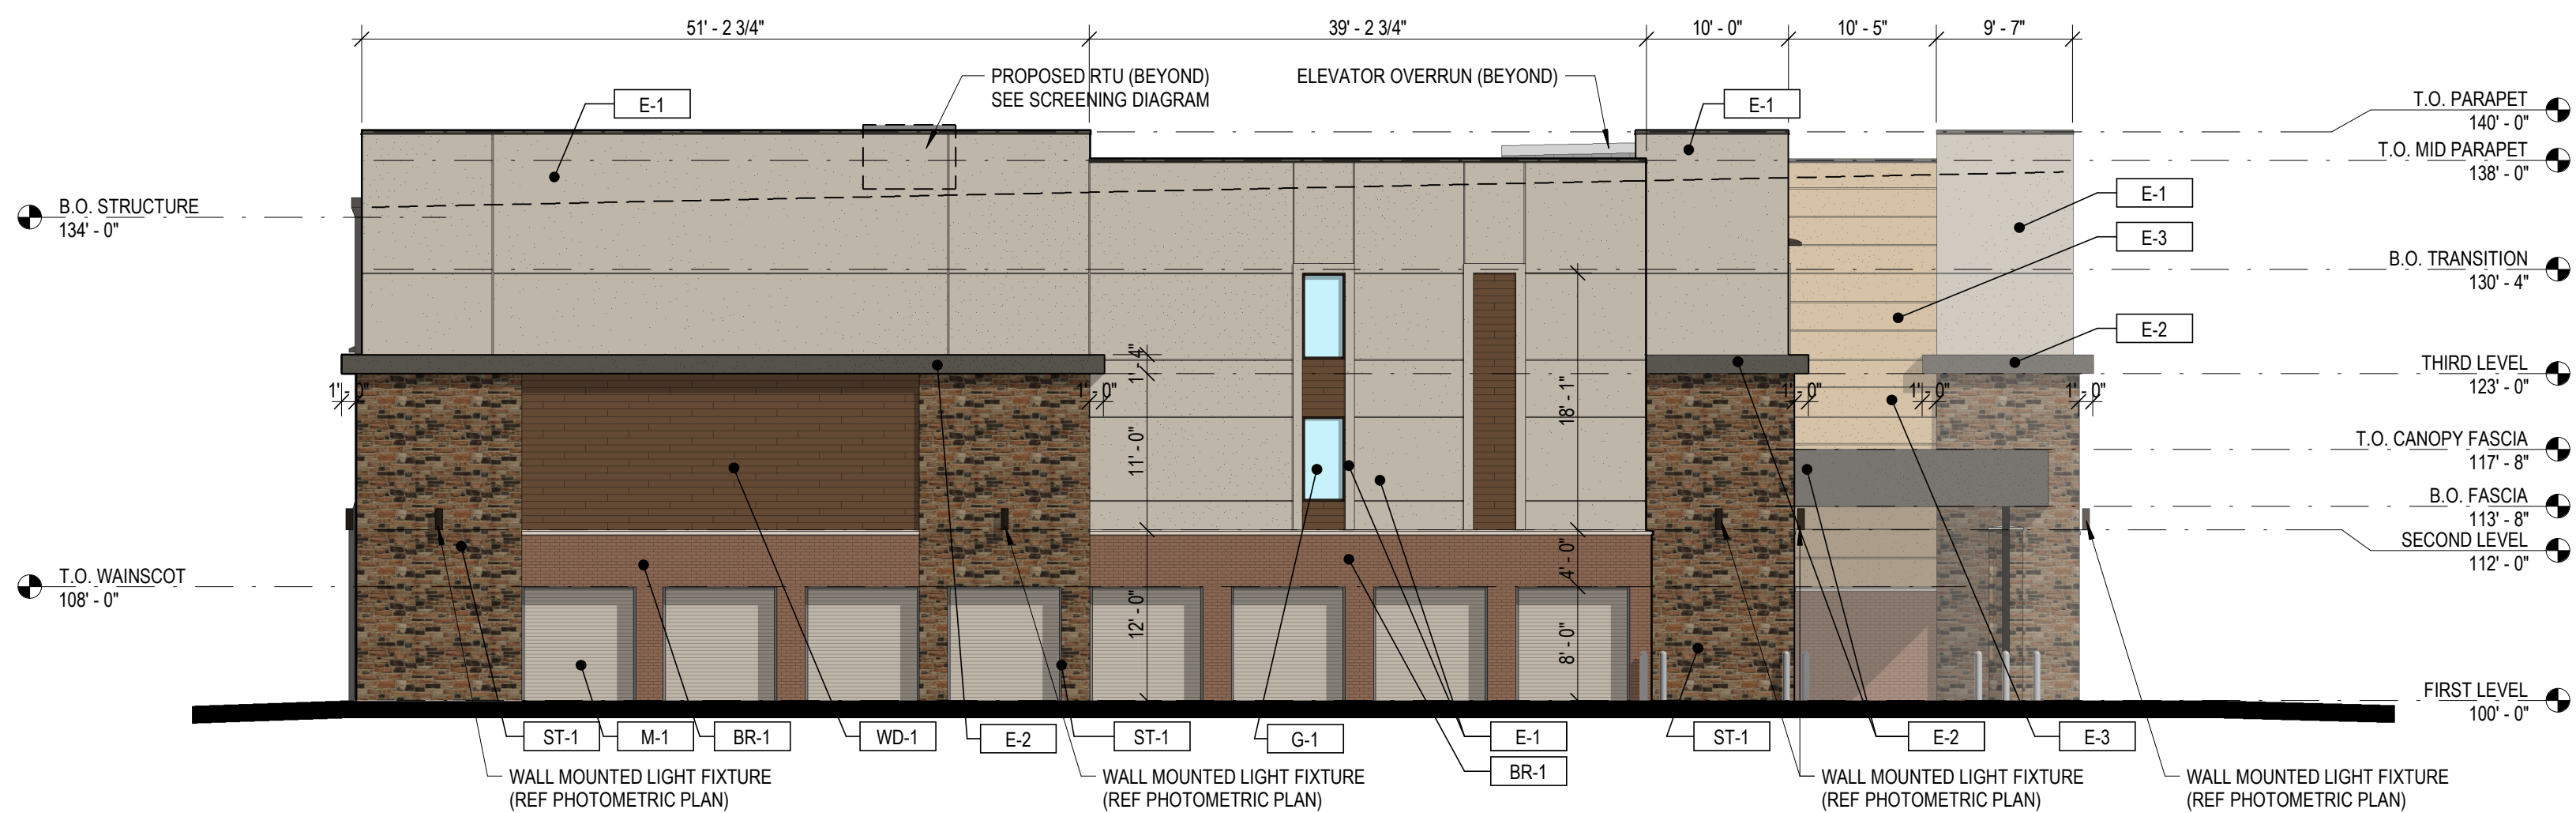 51' - 2 3/4"
39' - 2 3/4"
10' - 0"
10' - 5"
9' - 7"
PROPOSED RTU (BEYOND)
SEE SCREENING DIAGRAM
ELEVATOR OVERRUN (BEYOND)
E-1
E-1
T.O. PARAPET
140' - 0"
T.O. MID PARAPET
138' - 0"
E-1
B.O. STRUCTURE
134' - 0"
E-3
B.O. TRANSITION
130' - 4"
E-2
1' - 4"
THIRD LEVEL
123' - 0"
1' - 0"
1' - 0"
1' - 0"
1' - 0"
1' - 0"
18' - 1"
11' - 0"
T.O. CANOPY FASCIA
117' - 8"
B.O. FASCIA
113' - 8"
SECOND LEVEL
112' - 0"
4' - 0"
T.O. WAINSCOT
108' - 0"
12' - 0"
8' - 0"
FIRST LEVEL
100' - 0"
ST-1
M-1
BR-1
WD-1
E-2
ST-1
G-1
E-1
BR-1
ST-1
E-2
E-3
WALL MOUNTED LIGHT FIXTURE
(REF PHOTOMETRIC PLAN)
WALL MOUNTED LIGHT FIXTURE
(REF PHOTOMETRIC PLAN)
WALL MOUNTED LIGHT FIXTURE
(REF PHOTOMETRIC PLAN)
WALL MOUNTED LIGHT FIXTURE
(REF PHOTOMETRIC PLAN)